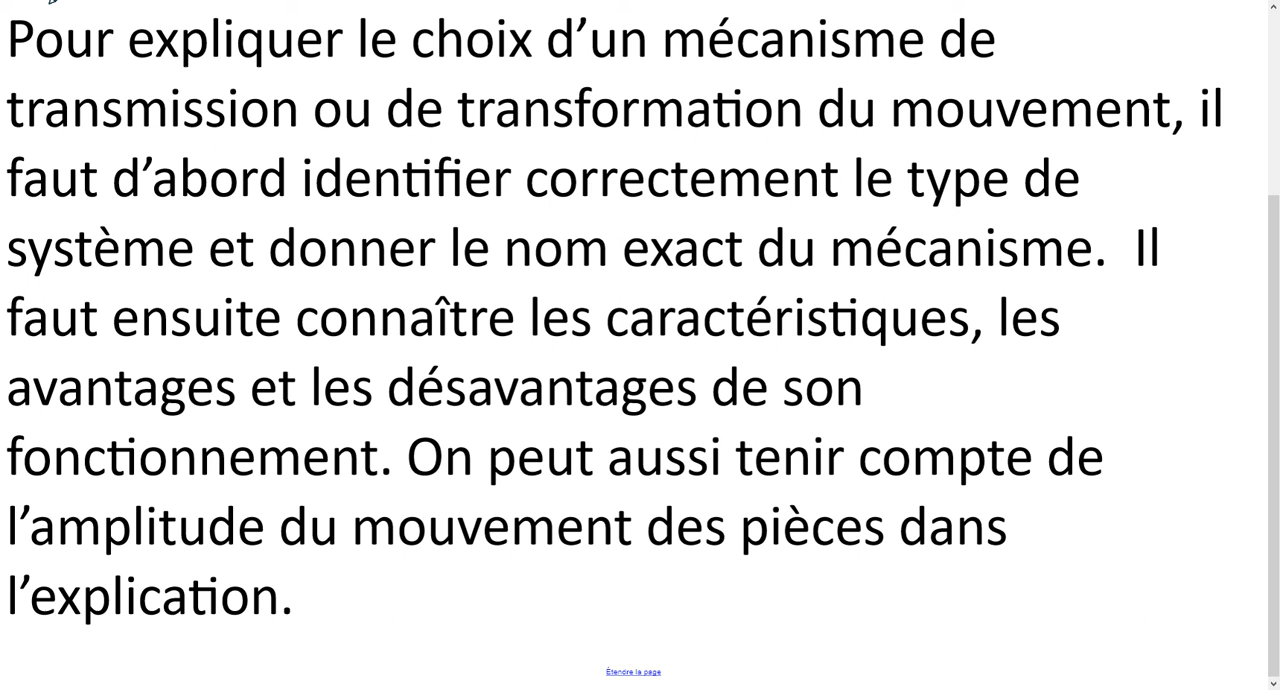 Pour expliquer le choix d’un mécanisme de
transmission ou de transformation du mouvement, il
faut d’abord identifier correctement le type de
système et donner le nom exact du mécanisme.  Il
faut ensuite connaître les caractéristiques, les
avantages et les désavantages de son
fonctionnement. On peut aussi tenir compte de
l’amplitude du mouvement des pièces dans
l’explication.
Étendre la page